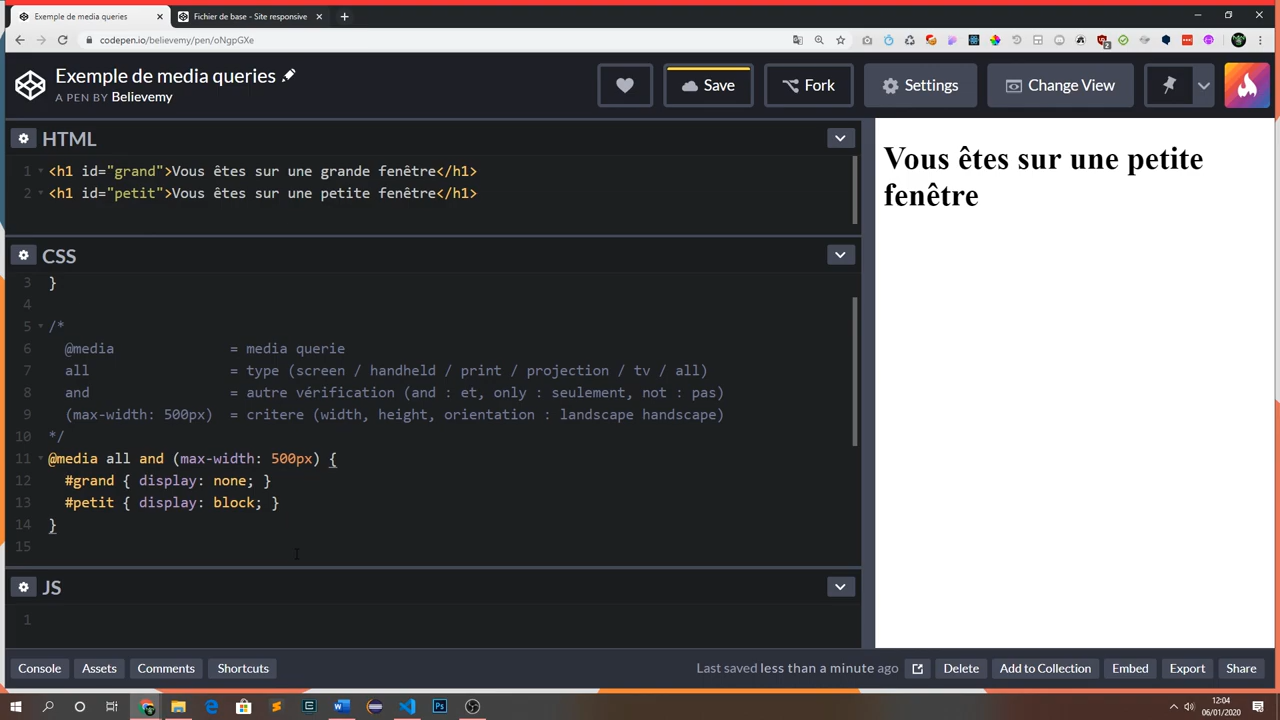 Exemple de media queries
Fichier de base - Site responsive
codepen.io/believemy/pen/oNgpGXe
Exemple de media queries
A PEN BY Believemy
Save
Fork
Settings
Change View
HTML
1 <h1 id="grand">Vous êtes sur une grande fenêtre</h1>
2 <h1 id="petit">Vous êtes sur une petite fenêtre</h1>
CSS
3 }
4
5 /*
6 @media = media querie
7 all = type (screen / handheld / print / projection / tv / all)
8 and = autre vérification (and : et, only : seulement, not : pas)
9 (max-width: 500px) = critere (width, height, orientation : landscape handscape)
10 */
11 @media all and (max-width: 500px) {
12 #grand { display: none; }
13 #petit { display: block; }
14 }
15
JS
1
Vous êtes sur une petite
fenêtre
Console
Assets
Comments
Shortcuts
Last saved less than a minute ago
Delete
Add to Collection
Embed
Export
Share
12:04
06/01/2020